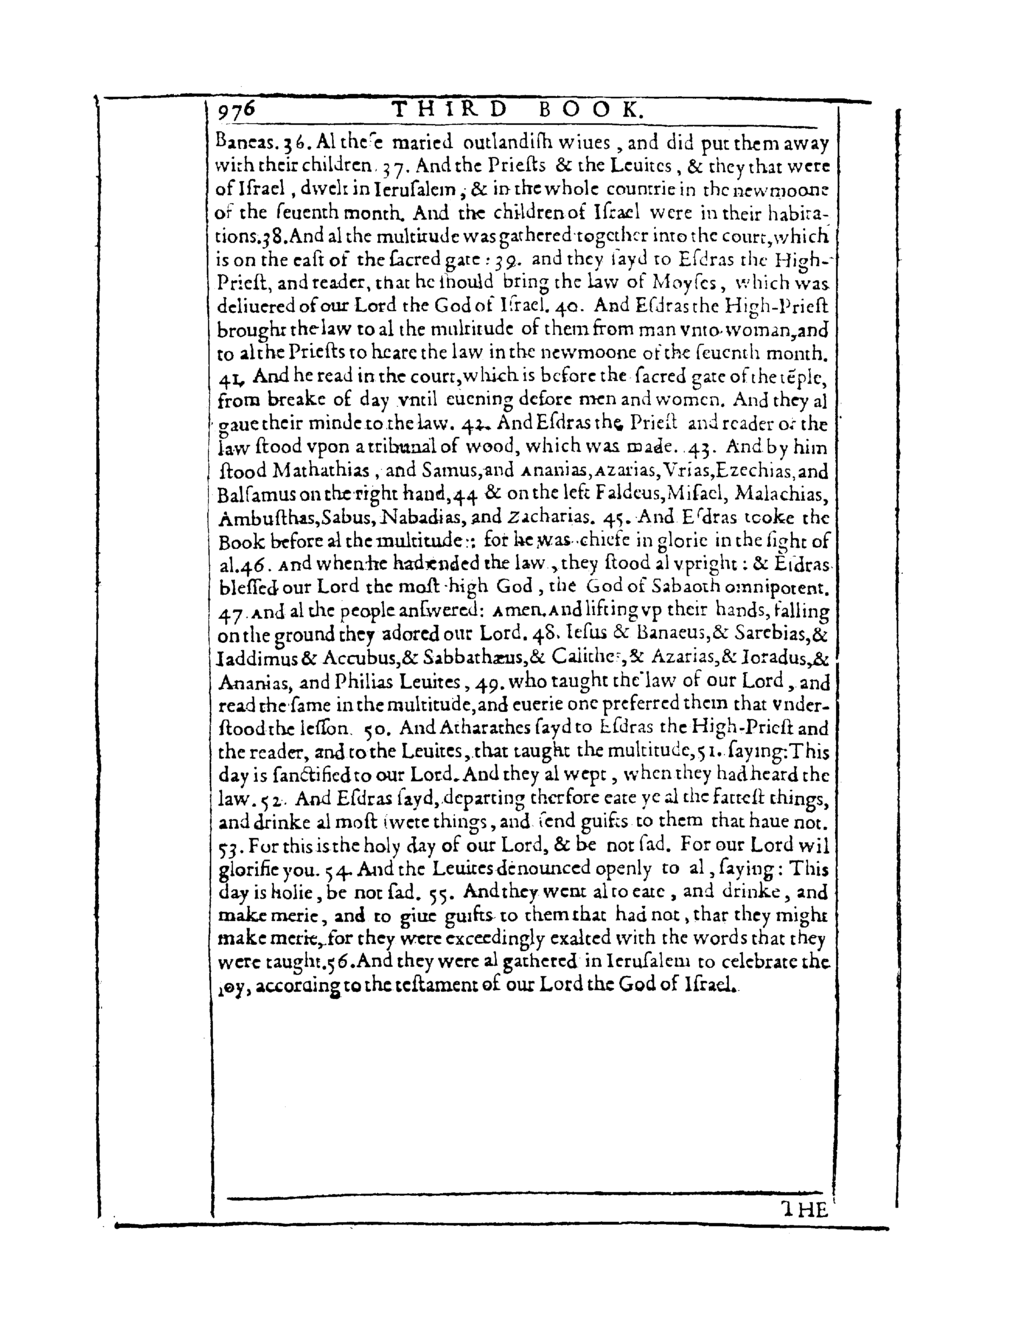 976 THIRD BOOK.
Baneas. 36. Al theſe maried outlandiſh wiues , and did put them away
with their children. 37. And the Prieſts & the Leuites , & they that were
of Iſrael , dwelt in Ieruſalem , & in the whole countrie in the newmoone
of the ſeuenth month. And the children of Iſrael were in their habita-
tions.38.And al the multitude was gathered together into the court,which
is on the eaſt of the ſacred gate : 39. and they ſayd to Eſdras the High-
Prieſt, and reader, that he ſhould bring the law of Moyſes , which was
deliuered of our Lord the God of Iſrael. 40. And Eſdras the High-Prieſt
brought the law to al the multitude of them from man vnto woman,and
to al the Prieſts to heare the law in the newmoone of the ſeuenth month.
41. And he read in the court,which is before the ſacred gate of the tēple,
from breake of day vntil euening defore men and women. And they al
gaue their minde to the law. 42. And Eſdras the Prieſt and reader of the
law ſtood vpon a tribunal of wood, which was made. 43. And by him
ſtood Mathathias , and Samus,and Ananias,Azarias,Vrias,Ezechias,and
Balſamus on the right hand,44 & on the left Faldeus,Miſael, Malachias,
Ambuſthas,Sabus, Nabadias, and Zacharias. 45. And Eſdras tooke the
Book before al the multitude : for he was chiefe in glorie in the ſight of
al.46. And when he had ended the law , they ſtood al vpright : & Eſdras
bleſſed our Lord the moſt high God , the God of Sabaoth omnipotent.
47. And al the people anſwered: Amen. And lifting vp their hands, falling
on the ground they adored our Lord. 48. Ieſus & Banaeus,& Sarebias,&
Iaddimus & Accubus,& Sabbathæus,& Calithes,& Azarias,& Ioradus,&
Ananias, and Philias Leuites , 49. who taught the law of our Lord , and
read the ſame in the multitude,and euerie one preferred them that vnder-
ſtood the leſſon. 50. And Atharathes ſayd to Eſdras the High-Prieſt and
the reader, and to the Leuites, that taught the multitude,51. ſaying:This
day is ſanctified to our Lord. And they al wept , when they had heard the
law. 52. And Eſdras ſayd, departing therfore eate ye al the fatteſt things,
and drinke al moſt ſwete things, and ſend guifts to them that haue not.
53. For this is the holy day of our Lord, & be not ſad. For our Lord wil
glorifie you. 54. And the Leuites denounced openly to al , ſaying : This
day is holie , be not ſad. 55. And they went al to eate , and drinke , and
make merie, and to giue guifts to them that had not , that they might
make merie, for they were exceedingly exalted with the words that they
were taught.56.And they were al gathered in Ieruſalem to celebrate the
ioy, according to the teſtament of our Lord the God of Iſrael.
THE